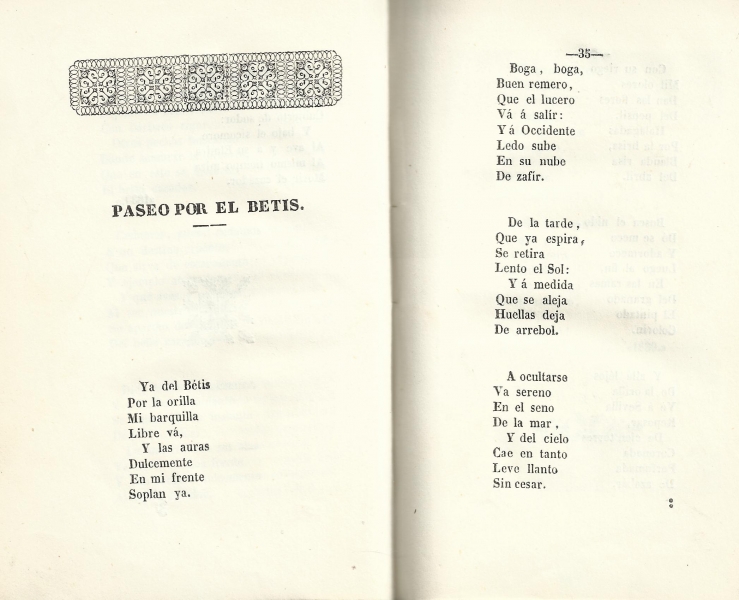 PASEO POR EL BETIS.
Ya del Bétis
Por la orilla
Mi barquilla
Libre vá,
Y las auras
Dulcemente
En mi frente
Soplan ya.
—35—
Boga, boga,
Buen remero,
Que el lucero
Vá á salír:
Y á Occidente
Ledo sube
En su nube
De zafír.
De la tarde,
Que ya espira,
Se retira
Lento el Sol:
Y á medida
Que se aleja
Huellas deja
De arrebol.
A ocultarse
Va sereno
En el seno
De la mar,
Y del cielo
Cae en tanto
Leve llanto
Sin cesar.